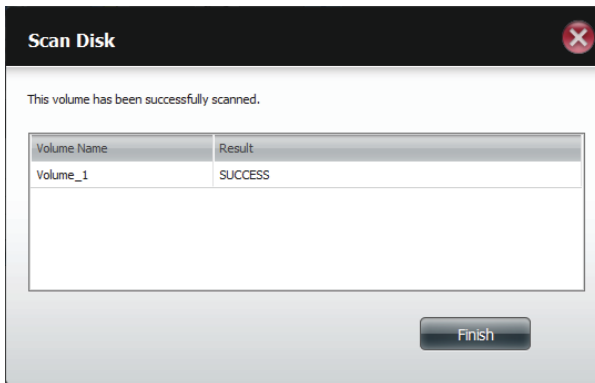 Scan Disk
This volume has been successfully scanned.
Volume Name Result
Volume_1 SUCCESS
Finish